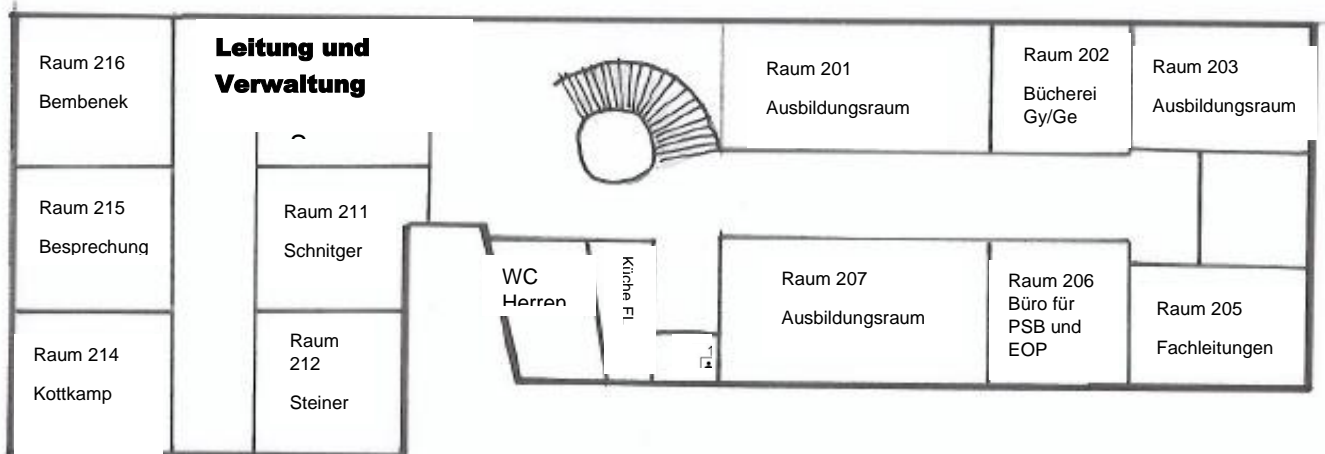 Leitung und
Verwaltung
Raum 216
Bembenek
Raum 201
Ausbildungsraum
Raum 202
Bücherei
Gy/Ge
Raum 203
Ausbildungsraum
Raum 215
Besprechung
Raum 211
Schnitger
WC
Herren
Küche Fl.
Raum 207
Ausbildungsraum
Raum 206
Büro für
PSB und
EOP
Raum 205
Fachleitungen
Raum 214
Kottkamp
Raum
212
Steiner